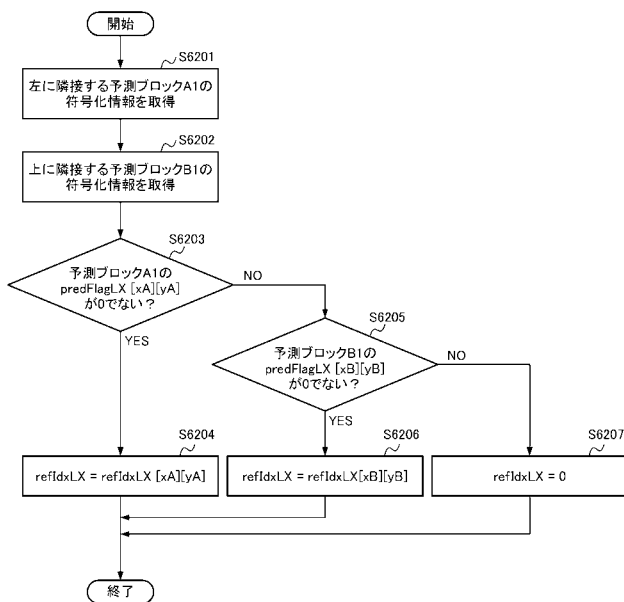 開始
S6201
左に隣接する予測ブロックA1の
符号化情報を取得
S6202
上に隣接する予測ブロックB1の
符号化情報を取得
S6203
予測ブロックA1の
predFlagLX [xA][yA]
が0でない？
NO
YES
S6205
予測ブロックB1の
predFlagLX [xB][yB]
が0でない？
NO
YES
S6204
refIdxLX = refIdxLX [xA][yA]
S6206
refIdxLX = refIdxLX[xB][yB]
S6207
refIdxLX = 0
終了